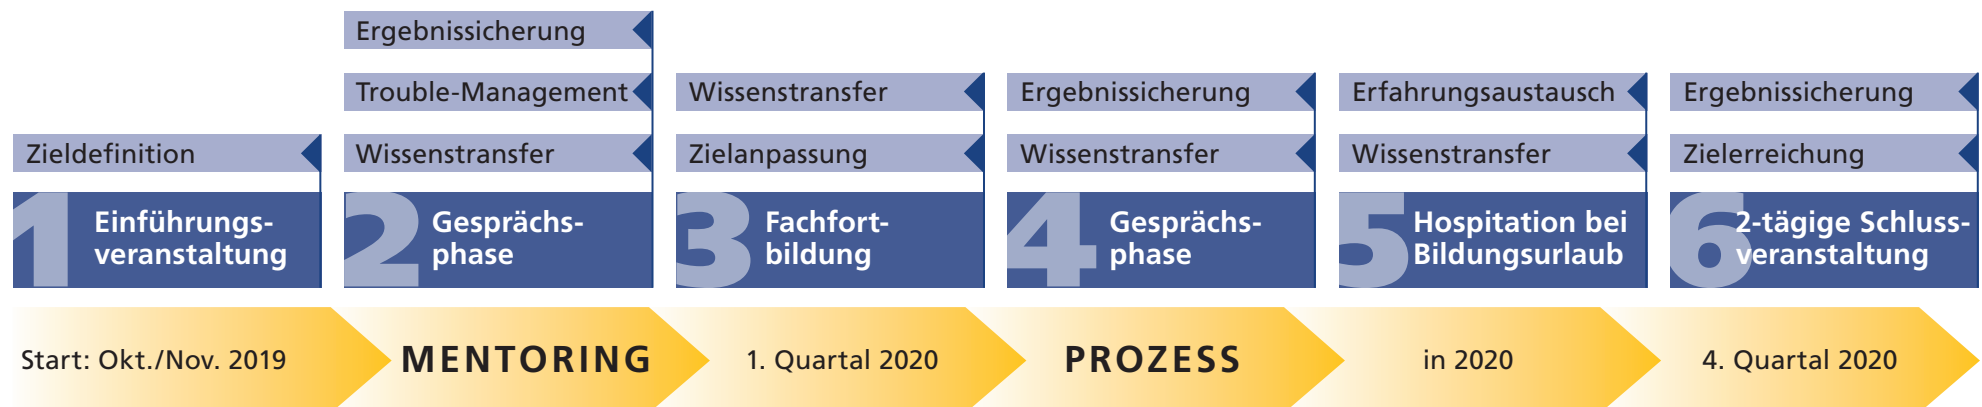 Zieldefinition
1
Einführungs-
veranstaltung
Ergebnissicherung
Trouble-Management
Wissenstransfer
2
Gesprächs-
phase
Wissenstransfer
Zielanpassung
3
Fachfort-
bildung
Ergebnissicherung
Wissenstransfer
4
Gesprächs-
phase
Erfahrungsaustausch
Wissenstransfer
5
Hospitation bei
Bildungsurlaub
Ergebnissicherung
Zielerreichung
6
2-tägige Schluss-
veranstaltung
Start: Okt./Nov. 2019
MENTORING
1. Quartal 2020
PROZESS
in 2020
4. Quartal 2020